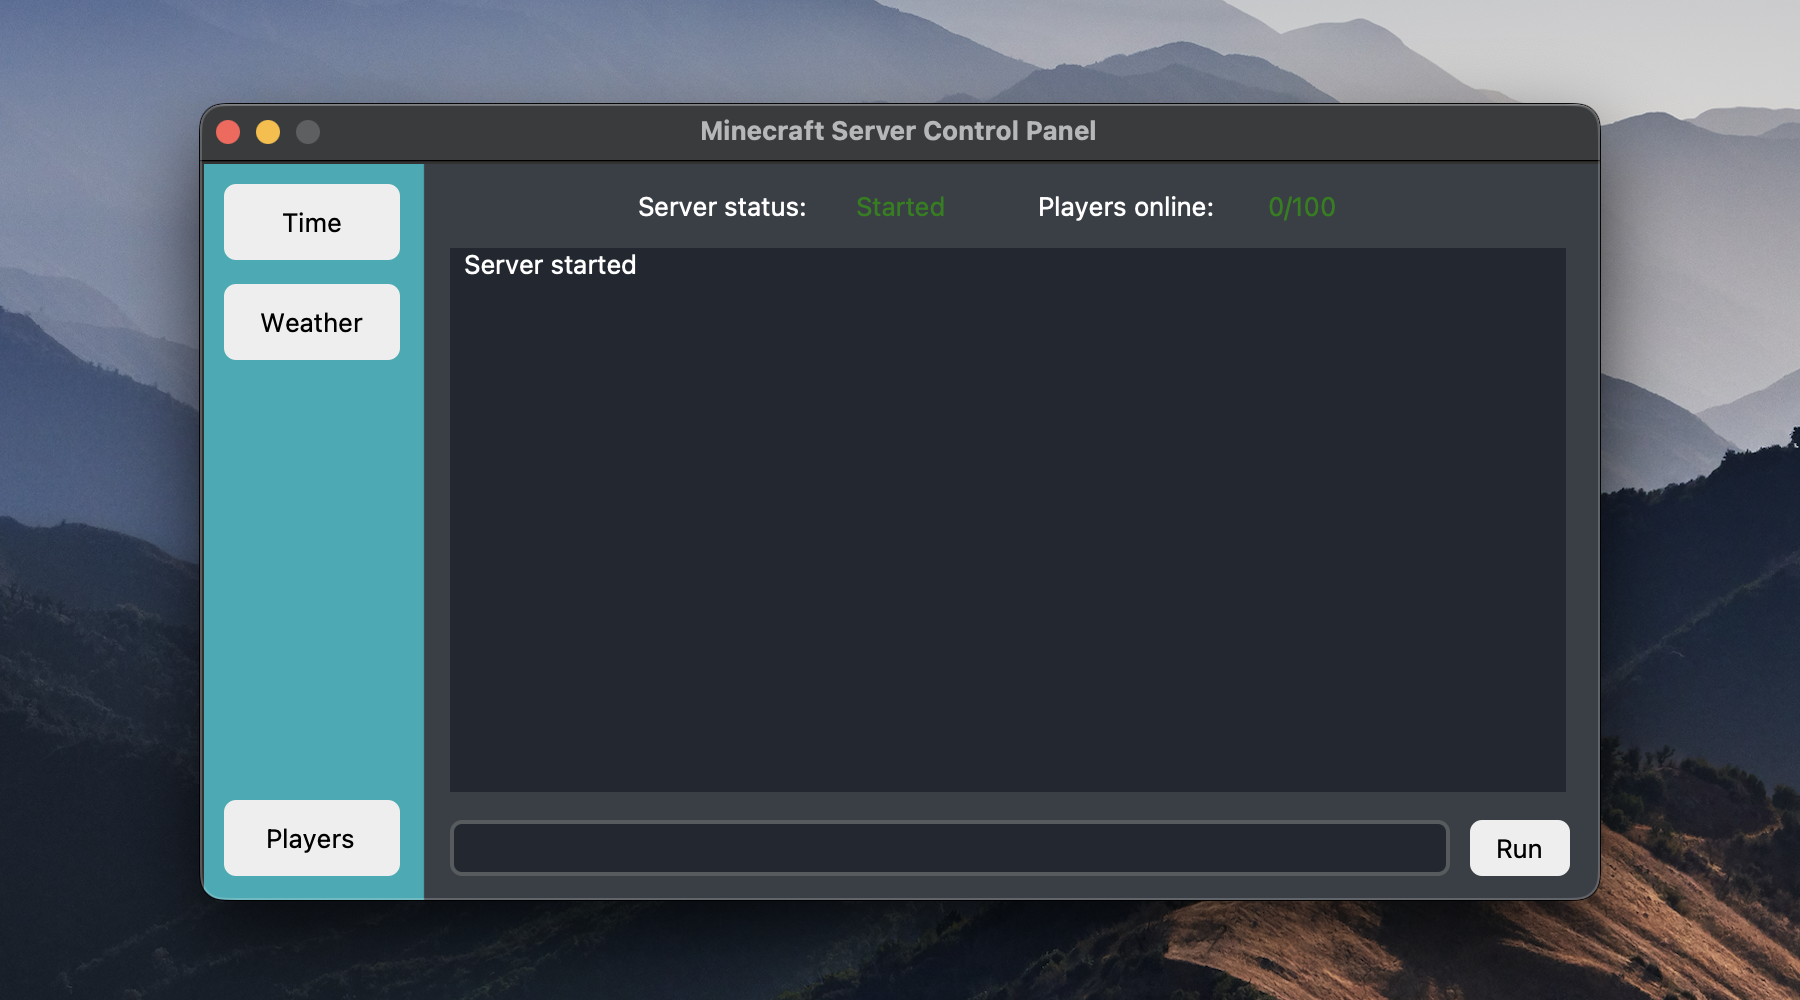 Minecraft Server Control Panel
Time
Weather
Players
Server status: Started Players online: 0/100
Server started
Run